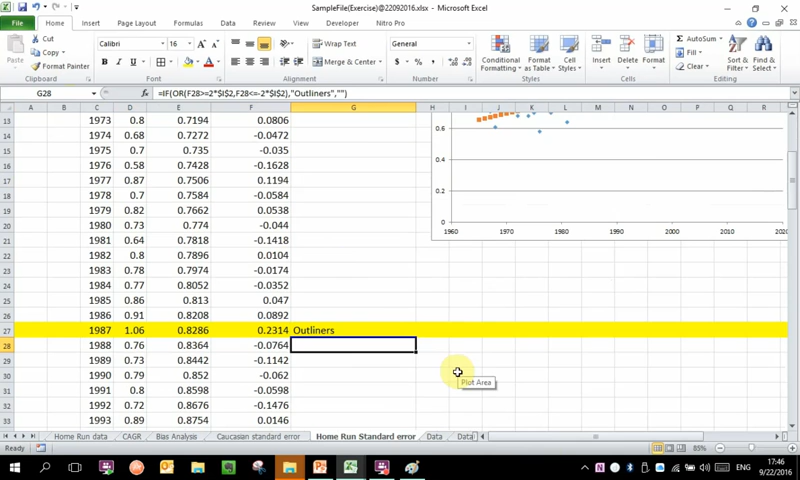 SampleFile(Exercise)@22092016.xlsx - Microsoft Excel
File Home Insert Page Layout Formulas Data Review View Developer Nitro Pro
Cut
Copy
Format Painter
Paste
Calibri 16
B I U
Wrap Text
Merge & Center
General
Conditional Formatting
Format as Table
Cell Styles
Insert Delete Format
AutoSum
Fill
Clear
Sort & Filter
Find & Select
Clipboard Font Alignment Number Styles Cells Editing
G28 fx =IF(OR(F28>=2*$I$2,F28<=-2*$I$2),"Outliners","")
A B C D E F G H I J K L M N O P Q R
13 1973 0.8 0.7194 0.0806
14 1974 0.68 0.7272 -0.0472
15 1975 0.7 0.735 -0.035
16 1976 0.58 0.7428 -0.1628
17 1977 0.87 0.7506 0.1194
18 1978 0.7 0.7584 -0.0584
19 1979 0.82 0.7662 0.0538
20 1980 0.73 0.774 -0.044
21 1981 0.64 0.7818 -0.1418
22 1982 0.8 0.7896 0.0104
23 1983 0.78 0.7974 -0.0174
24 1984 0.77 0.8052 -0.0352
25 1985 0.86 0.813 0.047
26 1986 0.91 0.8208 0.0892
27 1987 1.06 0.8286 0.2314 Outliners
28 1988 0.76 0.8364 -0.0764
29 1989 0.73 0.8442 -0.1142
30 1990 0.79 0.852 -0.062
31 1991 0.8 0.8598 -0.0598
32 1992 0.72 0.8676 -0.1476
33 1993 0.89 0.8754 0.0146
0.6
0.4
0.2
0
1960 1970 1980 1990 2000 2010 202
Plot Area
Home Run data CAGR Bias Analysis Caucasian standard error Home Run Standard error Data Data
Ready 85%
ENG
17:46
9/22/2016